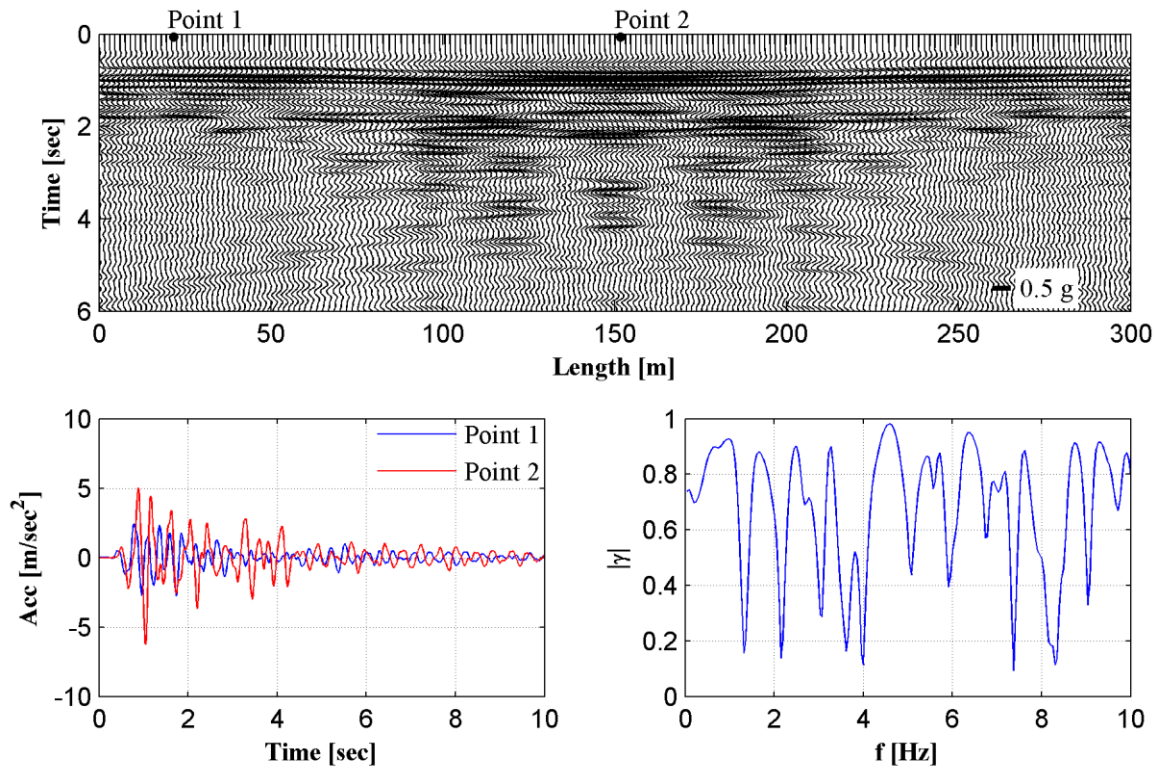 Point 1 Point 2
0
2
4
6
Time [sec]
0.5 g
0 50 100 150 200 250 300
Length [m]
10
5
0
-5
-10
Acc [m/sec²]
Point 1
Point 2
0 2 4 6 8 10
Time [sec]
1
0.8
0.6
0.4
0.2
0
|γ|
0 2 4 6 8 10
f [Hz]